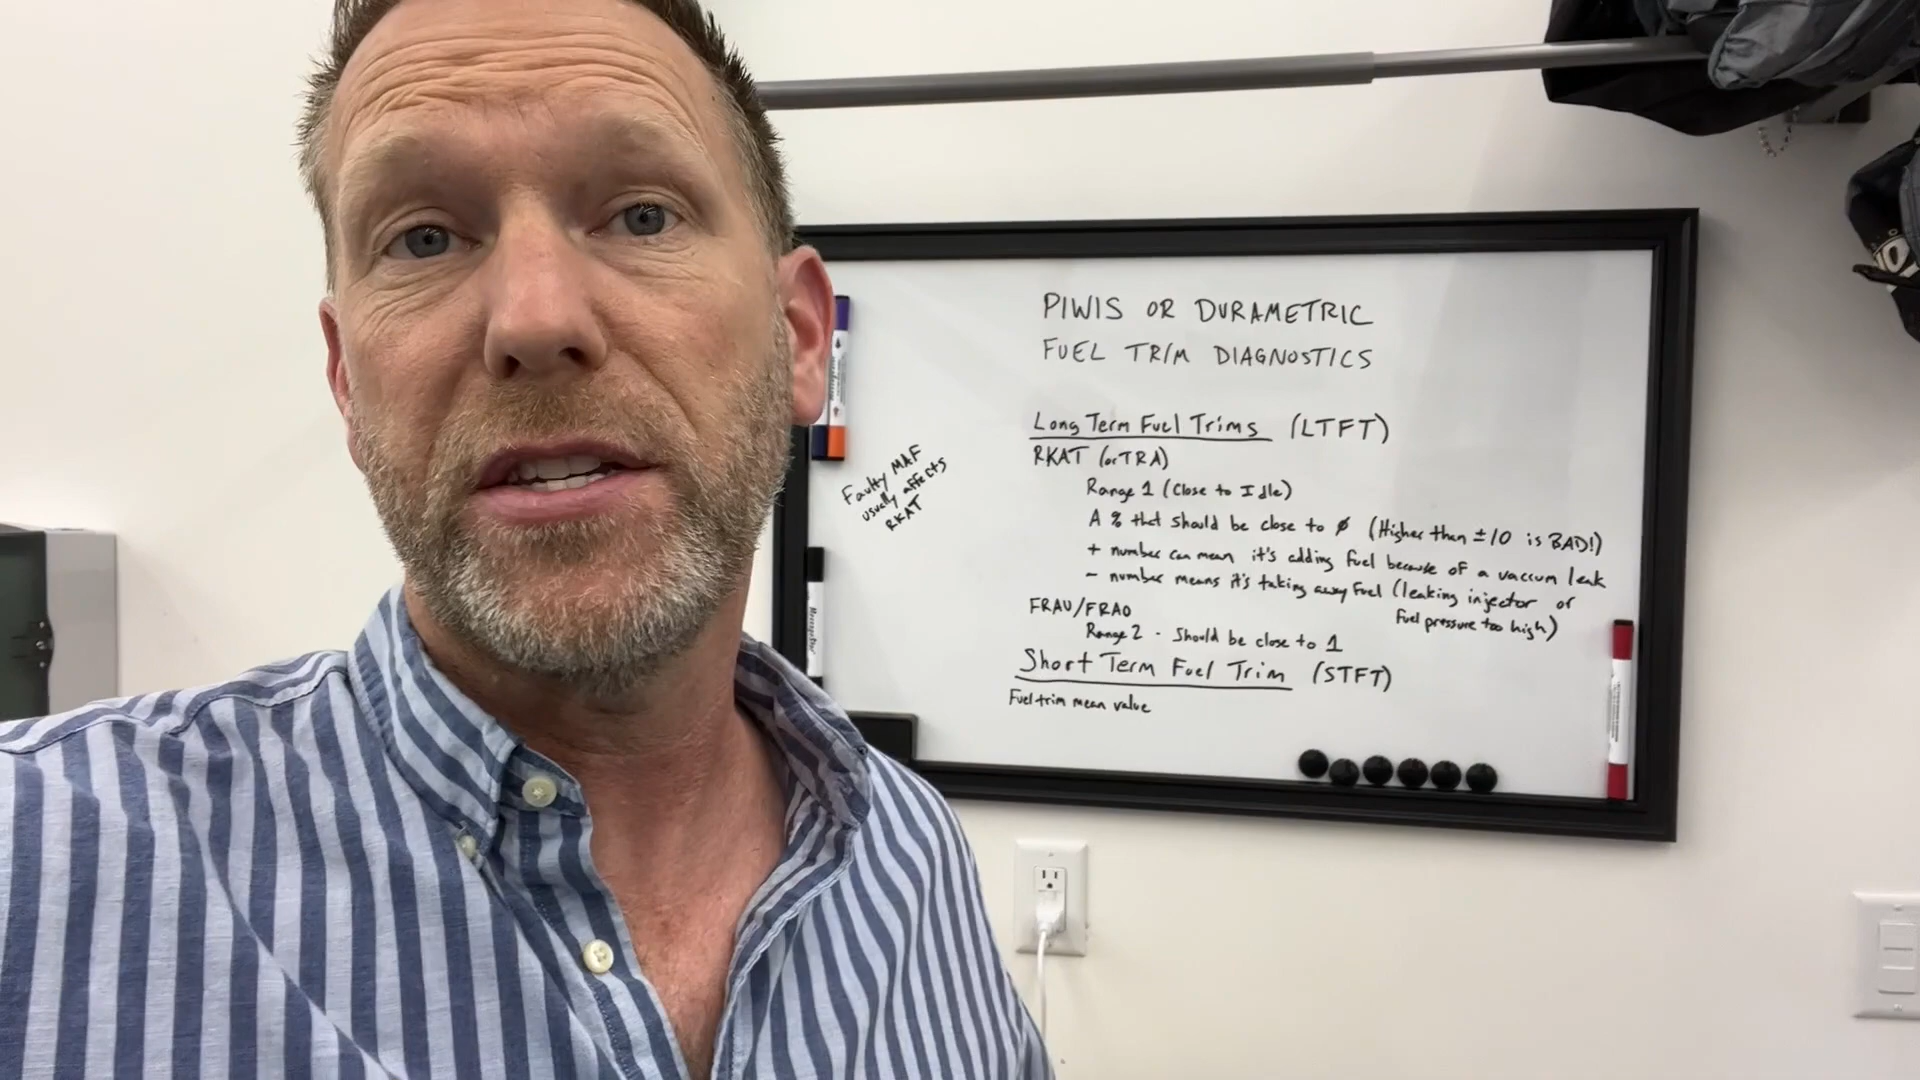 PIWIS OR DURAMETRIC
FUEL TRIM DIAGNOSTICS
Long Term Fuel Trims (LTFT)
RKAT (or TRA)
Range 1 (Close to Idle)
A % that should be close to 0 (Higher than ±10 is BAD!)
+ number can mean it's adding fuel because of a vaccum leak
- number means it's taking away fuel (leaking injector or
fuel pressure too high)
FRAU/FRAO
Range 2 - Should be close to 1
Short Term Fuel Trim (STFT)
Fuel trim mean value
Faulty MAF
usually affects
RKAT